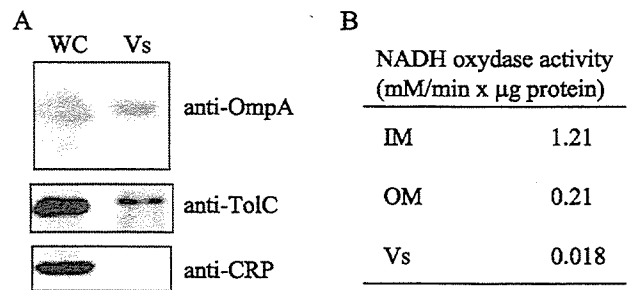 A
WC Vs
anti-OmpA
anti-TolC
anti-CRP
B
NADH oxydase activity
(mM/min x μg protein)
IM 1.21
OM 0.21
Vs 0.018